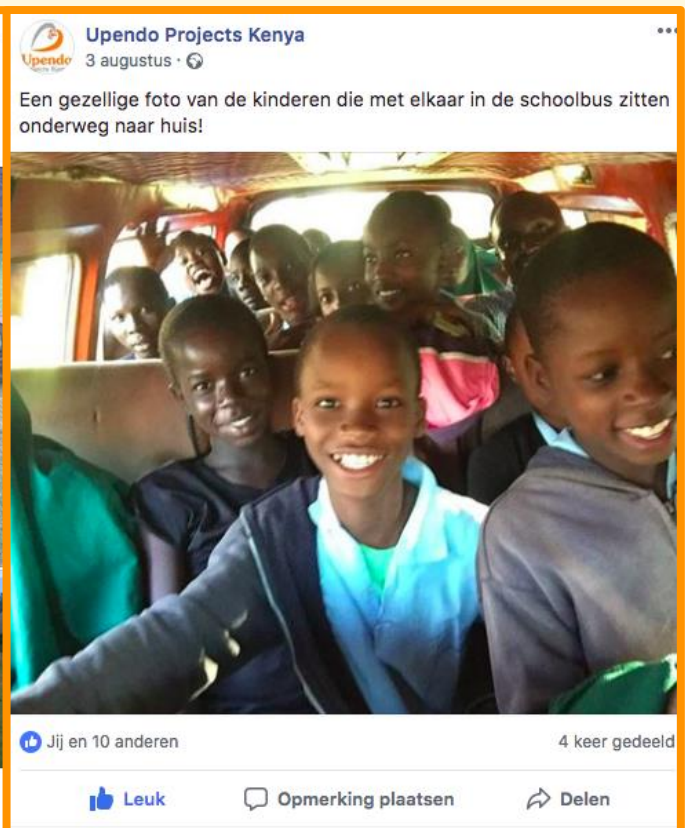 Upendo Projects Kenya
3 augustus ·
Upendo
Een gezellige foto van de kinderen die met elkaar in de schoolbus zitten
onderweg naar huis!
Jij en 10 anderen
4 keer gedeeld
Leuk
Opmerking plaatsen
Delen